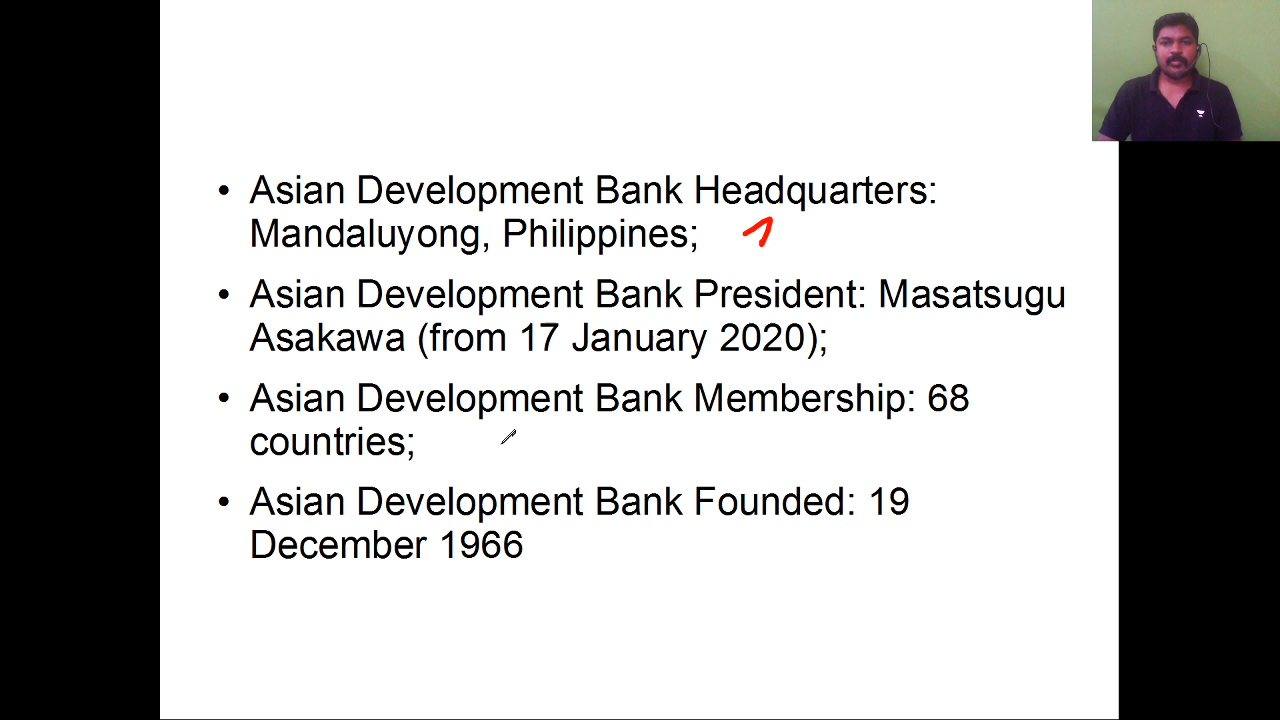 • Asian Development Bank Headquarters:
Mandaluyong, Philippines;
• Asian Development Bank President: Masatsugu
Asakawa (from 17 January 2020);
• Asian Development Bank Membership: 68
countries;
• Asian Development Bank Founded: 19
December 1966